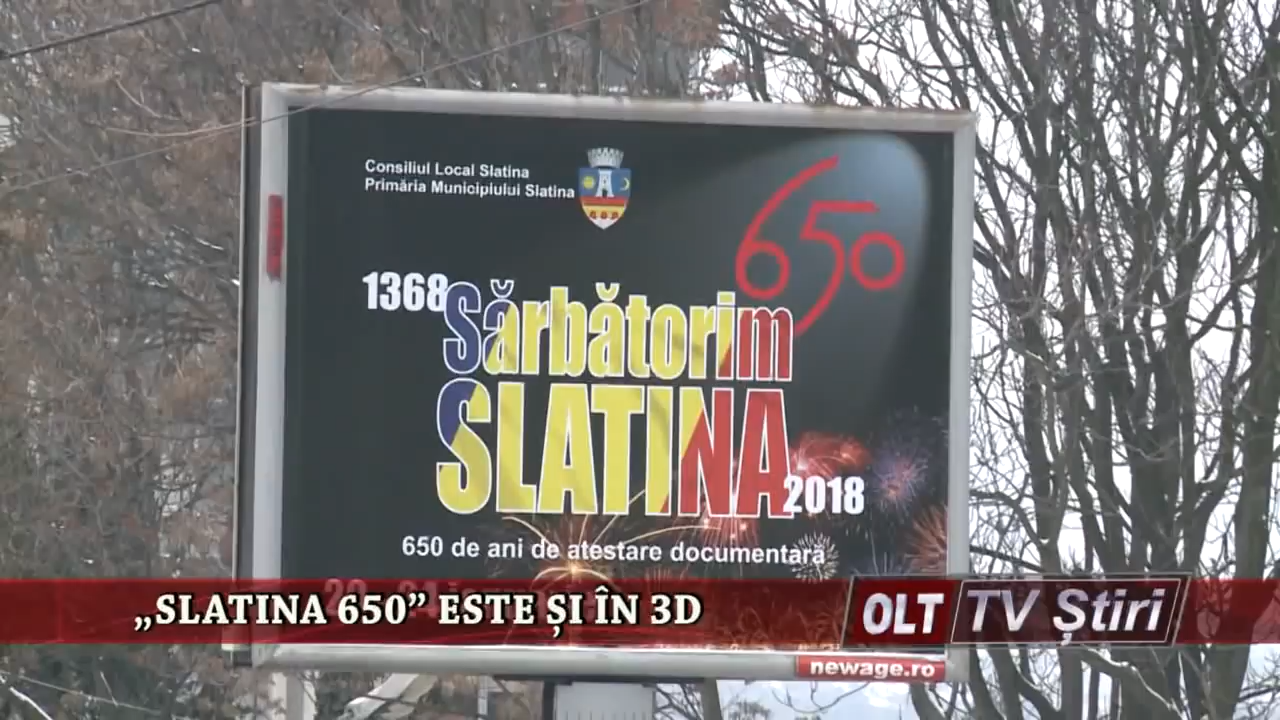 Consiliul Local Slatina
Primăria Municipiului Slatina
650
1368
Sărbătorim
SLATINA
2018
650 de ani de atestare documentară
„SLATINA 650” ESTE ȘI ÎN 3D
OLT TV Știri
newage.ro